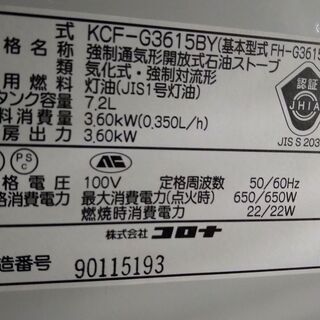 式 KCF-G3615BY(基本型式 FH-G3615
格名称 強制通気形開放式石油ストーブ
格 気化式・強制対流形
用燃料 灯油(JIS1号灯油)
タンク容量 7.2L
料消費量 3.60kW(0.350L/h)
房出力 3.60kW
認証
JHIA
JIS S 203
PS
C
格電圧 100V 定格周波数 50/60Hz
格消費電力 最大消費電力(点火時) 650/650W
燃焼時消費電力 22/22W
株式会社 コロナ
造番号 90115193